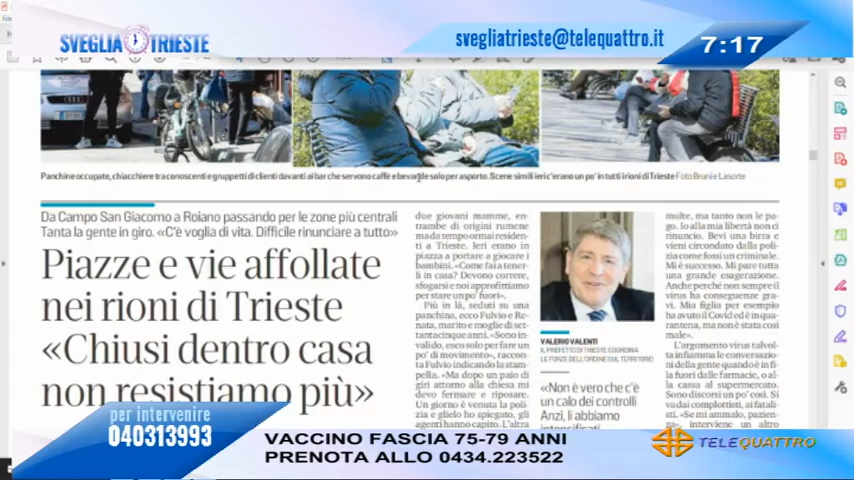 SVEGLIA TRIESTE
svegliatrieste@telequattro.it
7:17
Panchine occupate, chiacchiere tra conoscenti e gruppetti di clienti davanti ai bar che servono caffè e bevande solo per asporto. Scene simili ieri c'erano un po' in tutti i rioni di Trieste Foto Bruni e Lasorte
Da Campo San Giacomo a Roiano passando per le zone più centrali
Tanta la gente in giro. «C'è voglia di vita. Difficile rinunciare a tutto»
Piazze e vie affollate
nei rioni di Trieste
«Chiusi dentro casa
non resistiamo più»
due giovani mamme, en-
trambe di origini rumene
ma da tempo ormai residen-
ti a Trieste. Ieri erano in
piazza a portare a giocare i
bambini. «Come fai a tener-
li in casa? Devono correre,
sfogarsi e noi approfittiamo
per stare un po' fuori».
Più in là, seduti su una
panchina, ecco Fulvio e Re-
nata, marito e moglie di set-
tantacinque anni. «Sono in-
valido, esco solo per fare un
po' di movimento», raccon-
ta Fulvio indicando la stam-
pella. «Ma dopo un paio di
giri attorno alla chiesa mi
devo fermare e riposare.
Un giorno è venuta la polizi
a e glielo ho spiegato, gli
agenti hanno capito. L'altra
VALERIO VALENTI
IL PREFETTO DI TRIESTE COORDINA
LE FORZE DELL'ORDINE SUL TERRITORIO
«Non è vero che c'è
un calo dei controlli
Anzi, li abbiamo
intensificati
multe, ma tanto non le pa-
go. Io alla mia libertà non ci
rinuncio. Bevi una birra e
vieni circondato dalla poli-
zia come fossi un criminale.
Mi è successo. Mi pare tutta
una grande esagerazione.
Anche perché non sempre il
virus ha conseguenze gra-
vi. Mia figlia per esempio
ha avuto il Covid ed è in qua-
rantena, ma non è stata così
male».
L'argomento virus talvol-
ta infiamma le conversazio-
ni della gente quando è in fi-
la fuori dalle farmacie, o al-
la cassa al supermercato.
Sono discorsi un po' così. Si
va dai complottisti, ai fatali-
sti. «Se mi ammalo, pazien-
za», interviene un altro
per intervenire
040313993
VACCINO FASCIA 75-79 ANNI
PRENOTA ALLO 0434.223522
TELEQUATTRO